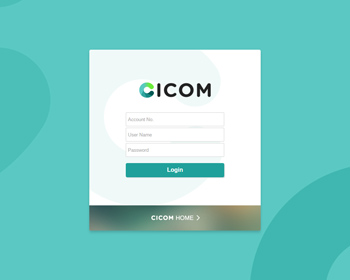 CICOM
Account No.
User Name
Password
Login
CICOM HOME >